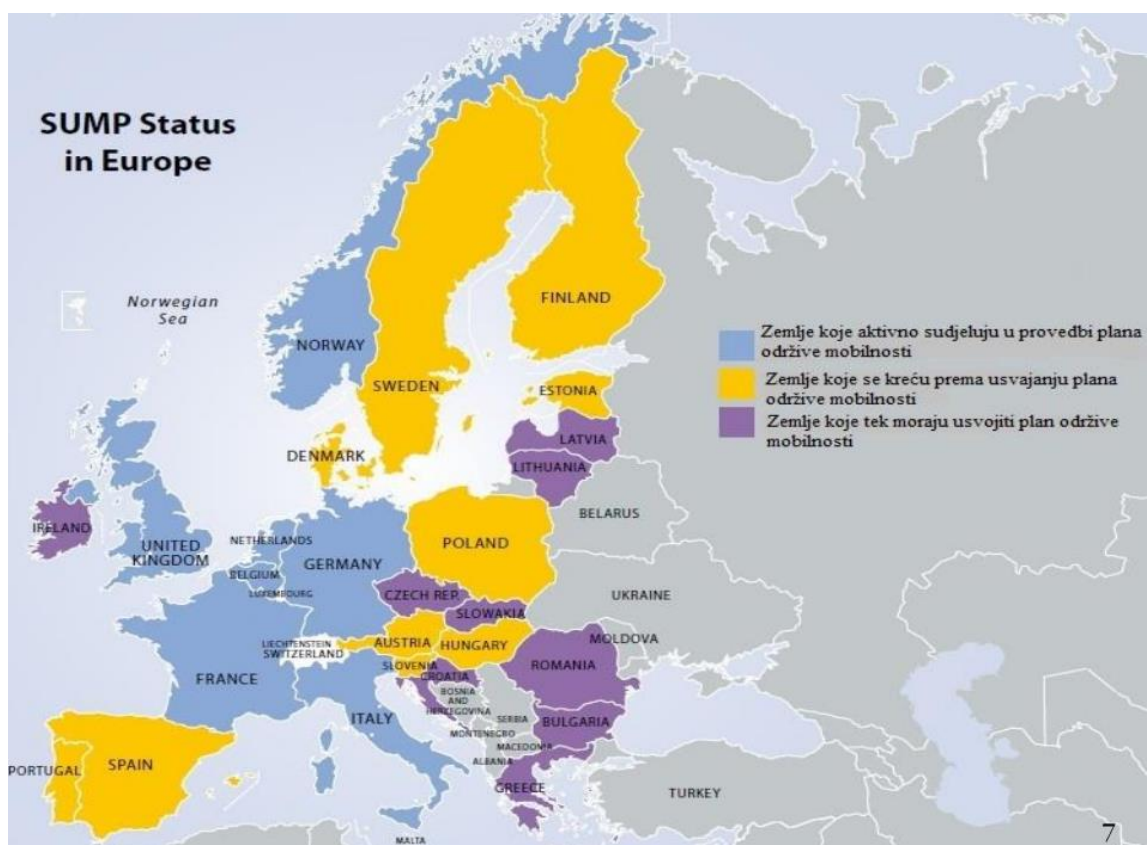 SUMP Status
in Europe
Norwegian
Sea
NORWAY
SWEDEN
FINLAND
ESTONIA
LATVIA
LITHUANIA
DENMARK
IRELAND
UNITED
KINGDOM
NETHERLANDS
BELGIUM
LUXEMBOURG
GERMANY
POLAND
BELARUS
UKRAINE
CZECH REP.
SLOWAKIA
MOLDOVA
LIECHTENSTEIN
SWITZERLAND
AUSTRIA
HUNGARY
SLOVENIA
CROATIA
ROMANIA
FRANCE
BOSNIA
AND
HERZEGOVINA
SERBIA
ITALY
MONTENEGRO
BULGARIA
MACEDONIA
ALBANIA
PORTUGAL
SPAIN
GREECE
TURKEY
MALTA
Zemlje koje aktivno sudjeluju u provedbi plana
održive mobilnosti
Zemlje koje se kreću prema usvajanju plana
održive mobilnosti
Zemlje koje tek moraju usvojiti plan održive
mobilnosti
7